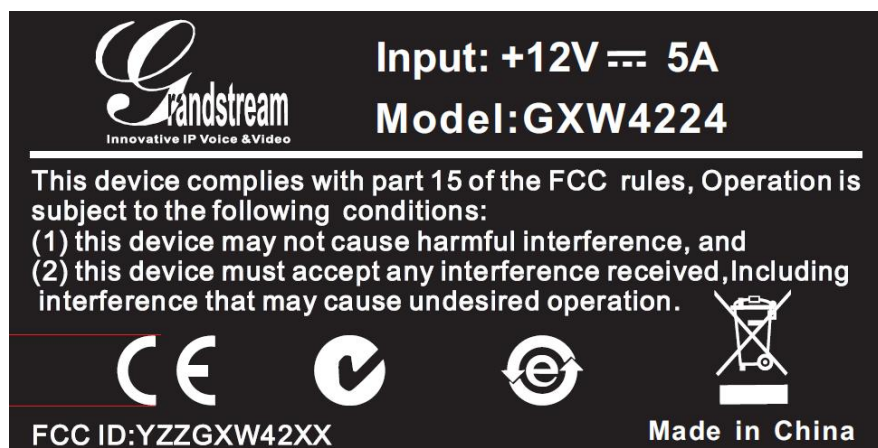 Grandstream
Innovative IP Voice &Video
Input: +12V ⎓ 5A
Model:GXW4224
This device complies with part 15 of the FCC rules, Operation is
subject to the following conditions:
(1) this device may not cause harmful interference, and
(2) this device must accept any interference received,Including
interference that may cause undesired operation.
CE
e
FCC ID:YZZGXW42XX
Made in China